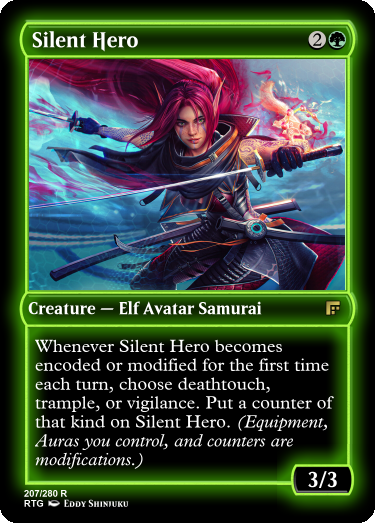 Silent Hero
2
Creature — Elf Avatar Samurai
Whenever Silent Hero becomes
encoded or modified for the first time
each turn, choose deathtouch,
trample, or vigilance. Put a counter of
that kind on Silent Hero. (Equipment,
Auras you control, and counters are
modifications.)
3/3
207/280 R
RTG Eddy Shinjuku